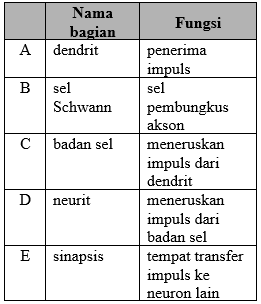 Nama
bagian
Fungsi
A dendrit penerima
impuls
B sel
Schwann
sel
pembungkus
akson
C badan sel meneruskan
impuls dari
dendrit
D neurit meneruskan
impuls dari
badan sel
E sinapsis tempat transfer
impuls ke
neuron lain